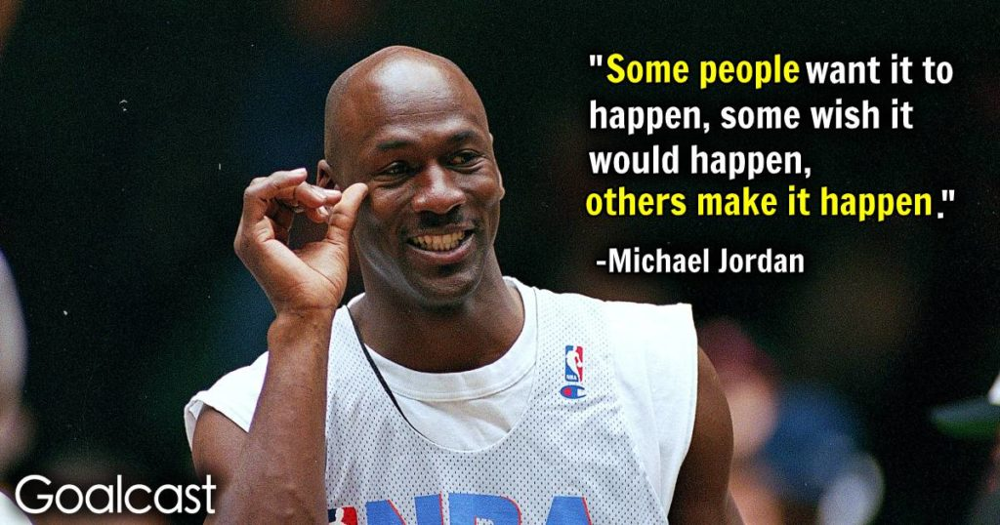 "Some people want it to
happen, some wish it
would happen,
others make it happen."
-Michael Jordan
NBA
NBA
Goalcast